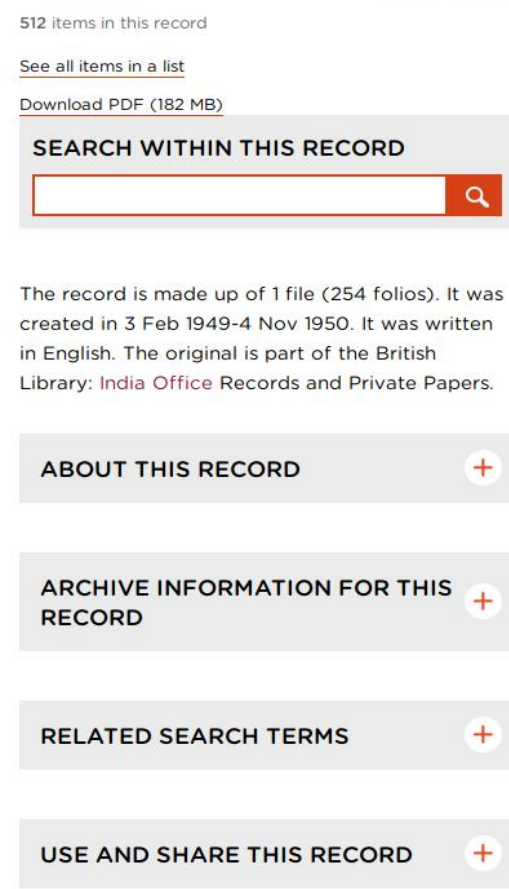 512 items in this record
See all items in a list
Download PDF (182 MB)
SEARCH WITHIN THIS RECORD
The record is made up of 1 file (254 folios). It was
created in 3 Feb 1949-4 Nov 1950. It was written
in English. The original is part of the British
Library: India Office Records and Private Papers.
ABOUT THIS RECORD
ARCHIVE INFORMATION FOR THIS
RECORD
RELATED SEARCH TERMS
USE AND SHARE THIS RECORD